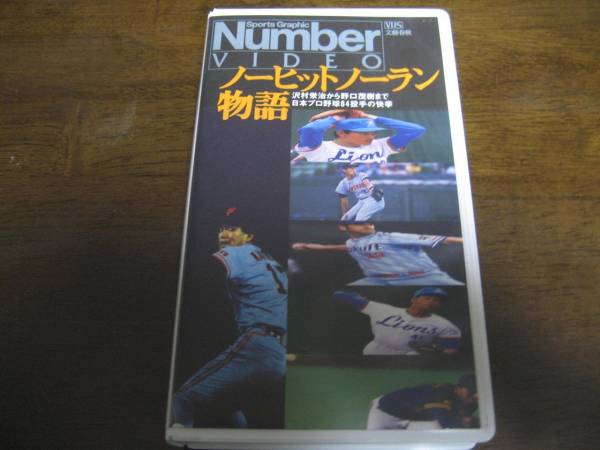 Sports Graphic
Number
VIDEO
VHS
文藝春秋
ノーヒットノーラン
物語
沢村栄治から野口茂樹まで
日本プロ野球64投手の快挙
Lions
Lions